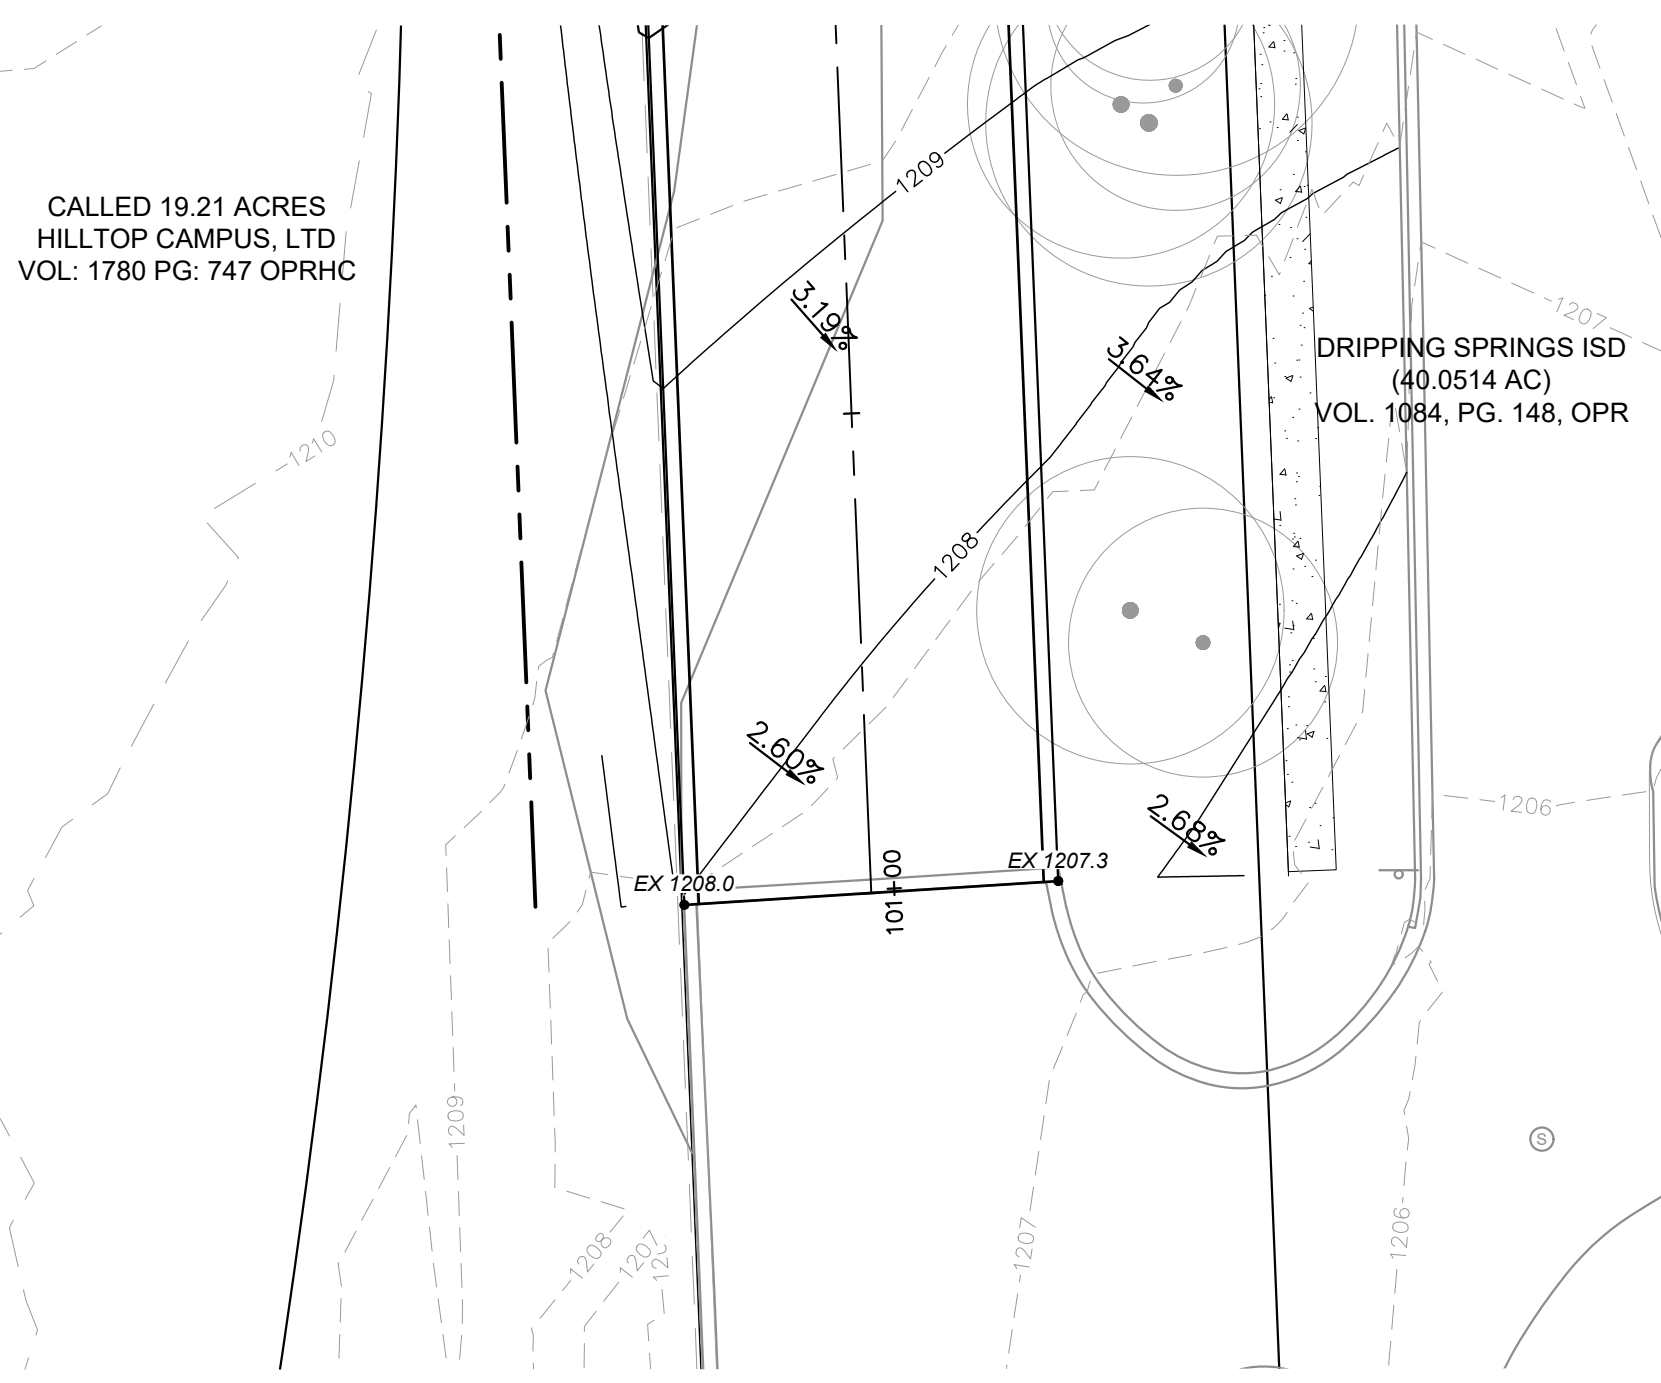 1209
CALLED 19.21 ACRES
HILLTOP CAMPUS, LTD
VOL: 1780 PG: 747 OPRHC
3.19%
1207
3.64%
DRIPPING SPRINGS ISD
(40.0514 AC)
VOL. 1084, PG. 148, OPR
1210
1208
2.60%
2.68%
1206
EX 1208.0
EX 1207.3
101+00
1209
1208
1207
1207
1206
S